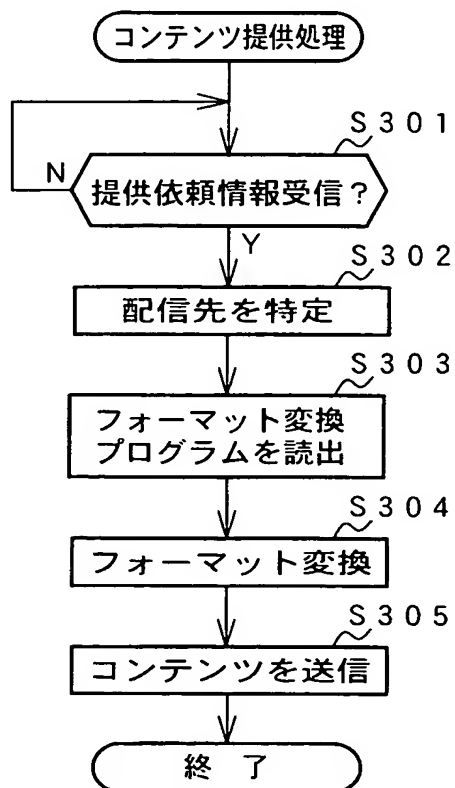 コンテンツ提供処理
S301
N
提供依頼情報受信?
Y
S302
配信先を特定
S303
フォーマット変換
プログラムを読出
S304
フォーマット変換
S305
コンテンツを送信
終 了